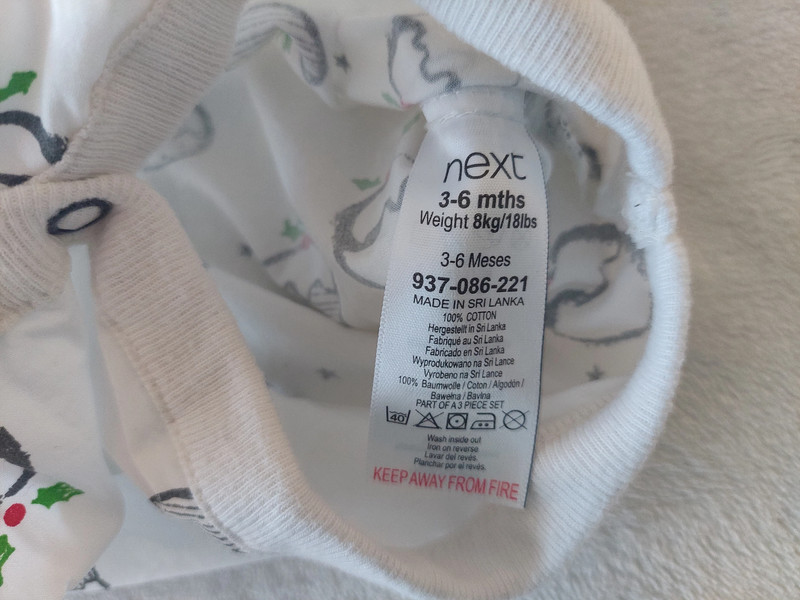 next
3-6 mths
Weight 8kg/18lbs
3-6 Meses
937-086-221
MADE IN SRI LANKA
100% COTTON
Hergestellt in Sri Lanka
Fabriqué au Sri Lanka
Fabricado en Sri Lanka
Wyprodukowano na Sri Lance
Vyrobeno na Sri Lance
100% Baumwolle / Coton / Algodón /
Bawełna / Bavlna
PART OF A 3 PIECE SET
40
Wash inside out
Iron on reverse
Lavar del revés.
Planchar por el revés.
KEEP AWAY FROM FIRE